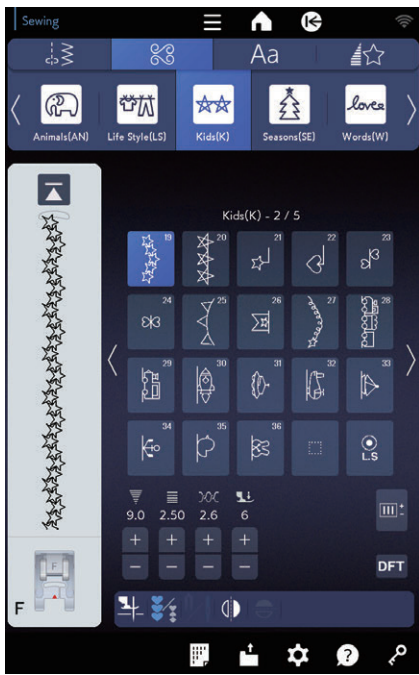 Sewing
Aa
Animals(AN) Life Style(LS) Kids(K) Seasons(SE) Words(W)
Kids(K) - 2 / 5
19 20 21 22 23
24 25 26 27 28
29 30 31 32 33
34 35 36
L.S
9.0 2.50 2.6 6
+ + + +
− − − −
DFT
F
F
?